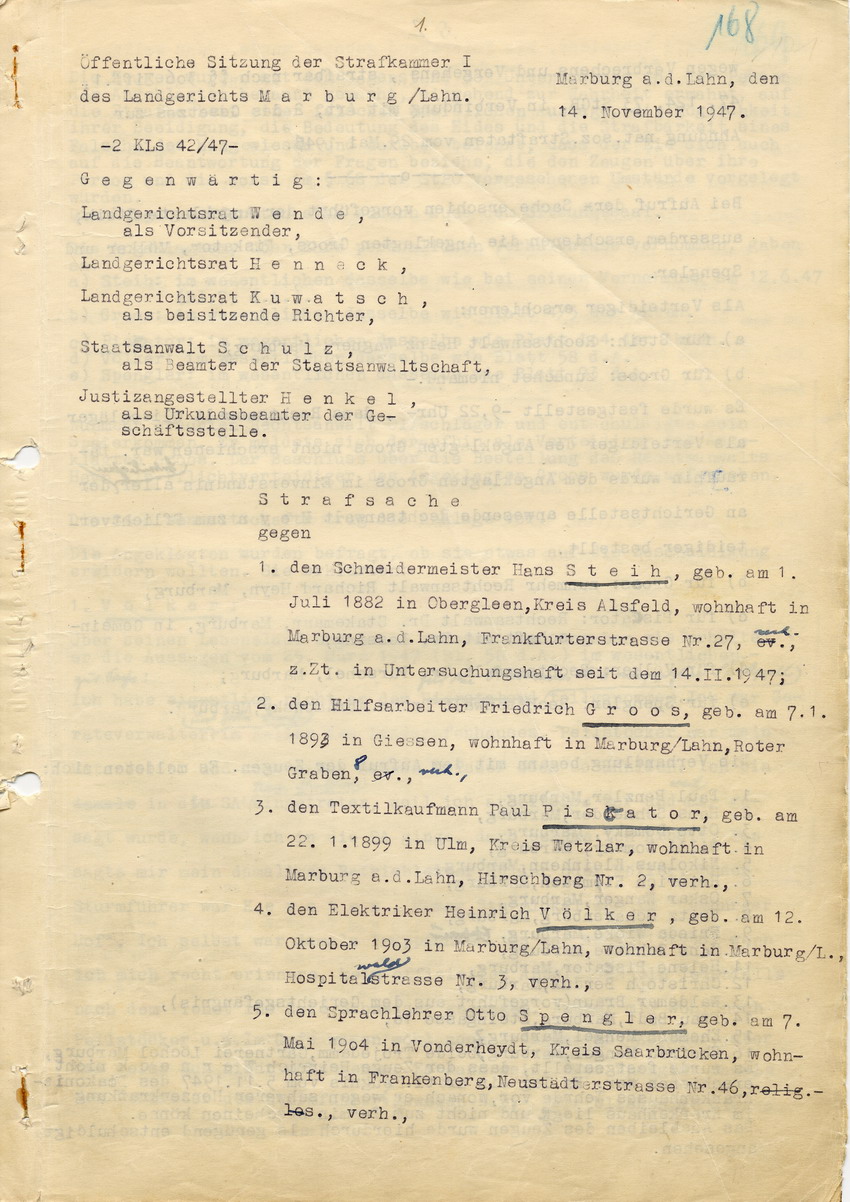 1.
168
Öffentliche Sitzung der Strafkammer I
des Landgerichts M a r b u r g /Lahn.
Marburg a.d.Lahn, den
14. November 1947.
-2 KLs 42/47-
G e g e n w ä r t i g :
Landgerichtsrat W e n d e ,
als Vorsitzender,
Landgerichtsrat H e n n e c k ,
Landgerichtsrat K u w a t s c h ,
als beisitzende Richter,
Staatsanwalt S c h u l z ,
als Beamter der Staatsanwaltschaft,
Justizangestellter H e n k e l ,
als Urkundsbeamter der Ge-
schäftsstelle.
S t r a f s a c h e
gegen
1. den Schneidermeister Hans S t e i h , geb. am 1.
Juli 1882 in Obergleen,Kreis Alsfeld, wohnhaft in
verh.
Marburg a.d.Lahn, Frankfurterstrasse Nr.27, ev.,
z.Zt. in Untersuchungshaft seit dem 14.II.1947;
2. den Hilfsarbeiter Friedrich G r o o s, geb. am 7.1.
1893 in Giessen, wohnhaft in Marburg/Lahn,Roter
Graben, 8 ev., verh.,
3. den Textilkaufmann Paul P i s k a t o r, geb. am
22. 1.1899 in Ulm, Kreis Wetzlar, wohnhaft in
Marburg a.d.Lahn, Hirschberg Nr. 2, verh.,
4. den Elektriker Heinrich V ö l k e r , geb. am 12.
Oktober 1903 in Marburg/Lahn, wohnhaft in Marburg/L.,
wald
Hospitalstrasse Nr. 3, verh.,
5. den Sprachlehrer Otto S p e n g l e r, geb. am 7.
Mai 1904 in Vonderheydt, Kreis Saarbrücken, wohn-
haft in Frankenberg,Neustädterstrasse Nr.46,relig.-
los., verh.,